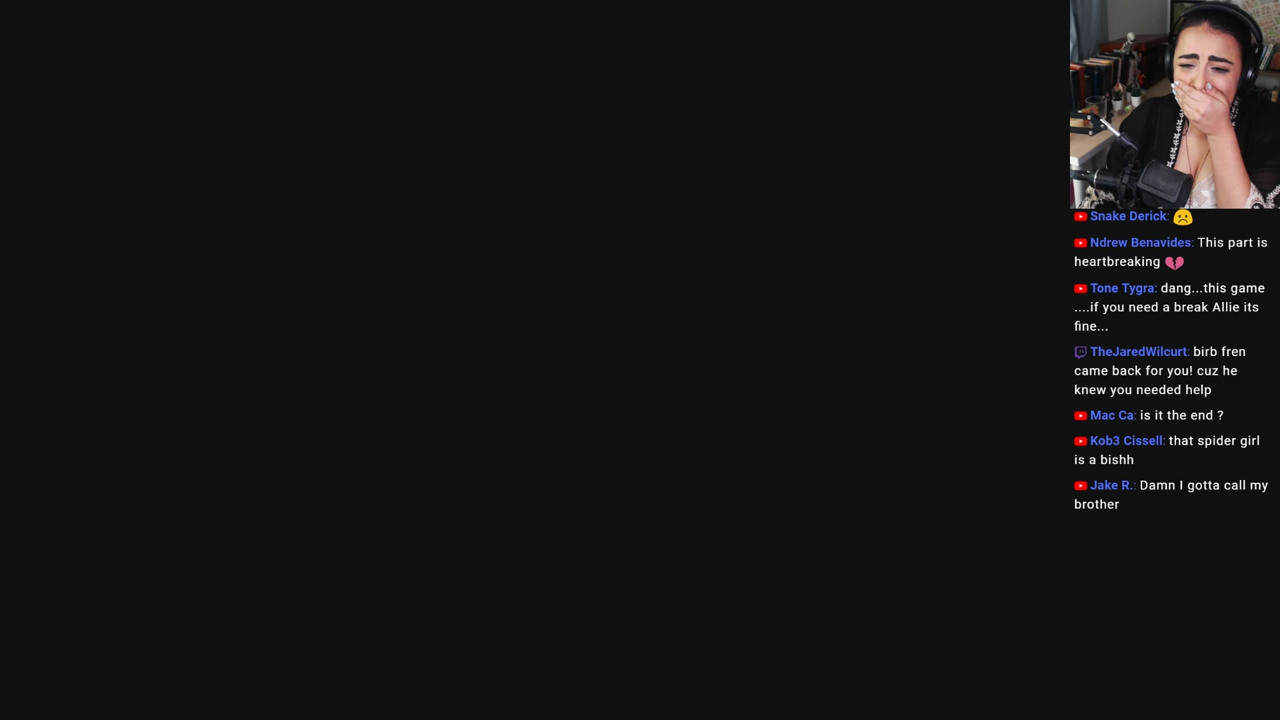 Snake Derick:
Ndrew Benavides: This part is
heartbreaking
Tone Tygra: dang...this game
....if you need a break Allie its
fine...
TheJaredWilcurt: birb fren
came back for you! cuz he
knew you needed help
Mac Ca: is it the end ?
Kob3 Cissell: that spider girl
is a bishh
Jake R.: Damn I gotta call my
brother